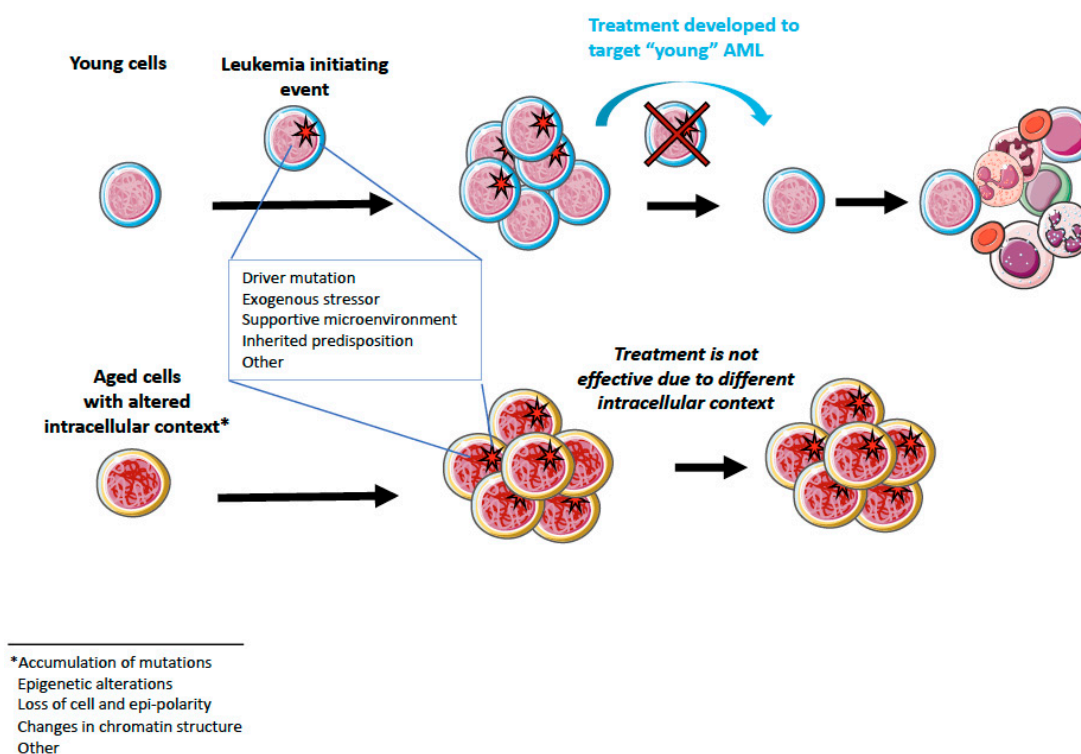 Treatment developed to
target “young” AML
Young cells
Leukemia initiating
event
Driver mutation
Exogenous stressor
Supportive microenvironment
Inherited predisposition
Other
Aged cells
with altered
intracellular context*
Treatment is not
effective due to different
intracellular context
*Accumulation of mutations
Epigenetic alterations
Loss of cell and epi-polarity
Changes in chromatin structure
Other